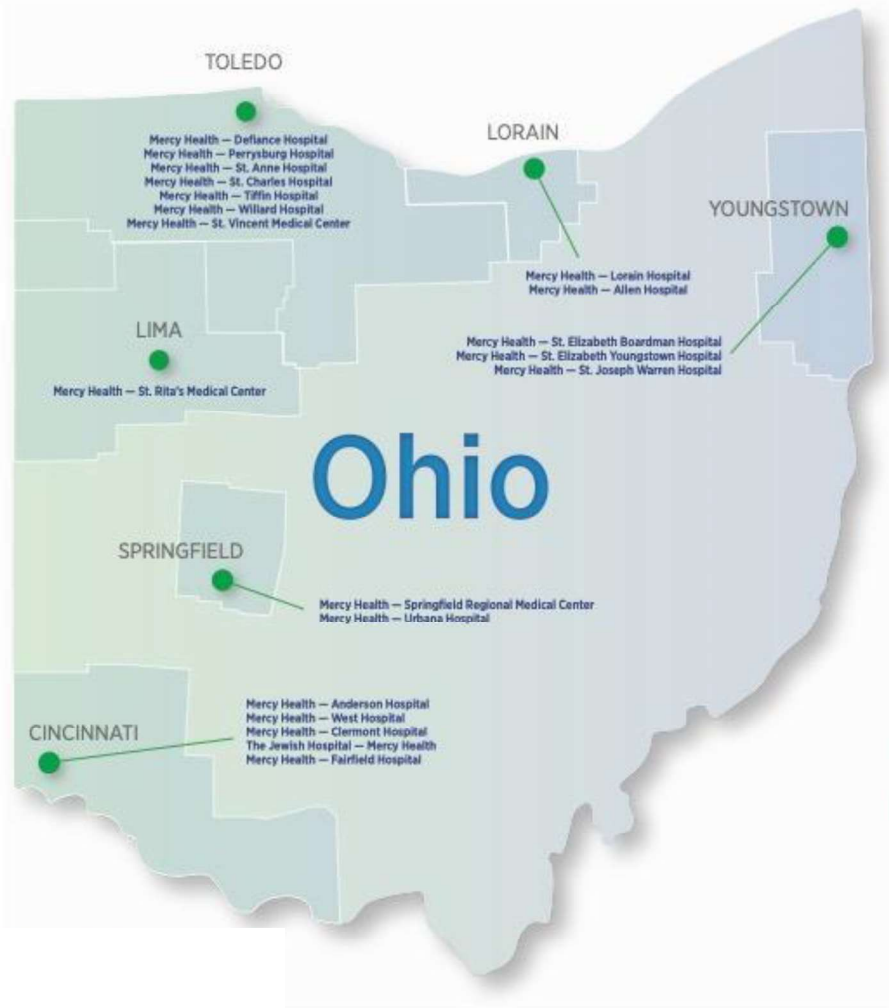 TOLEDO
Mercy Health — Defiance Hospital
Mercy Health — Perrysburg Hospital
Mercy Health — St. Anne Hospital
Mercy Health — St. Charles Hospital
Mercy Health — Tiffin Hospital
Mercy Health — Willard Hospital
Mercy Health — St. Vincent Medical Center
LORAIN
Mercy Health — Lorain Hospital
Mercy Health — Allen Hospital
YOUNGSTOWN
Mercy Health — St. Elizabeth Boardman Hospital
Mercy Health — St. Elizabeth Youngstown Hospital
Mercy Health — St. Joseph Warren Hospital
LIMA
Mercy Health — St. Rita's Medical Center
Ohio
SPRINGFIELD
Mercy Health — Springfield Regional Medical Center
Mercy Health — Urbana Hospital
CINCINNATI
Mercy Health — Anderson Hospital
Mercy Health — West Hospital
Mercy Health — Clermont Hospital
The Jewish Hospital — Mercy Health
Mercy Health — Fairfield Hospital